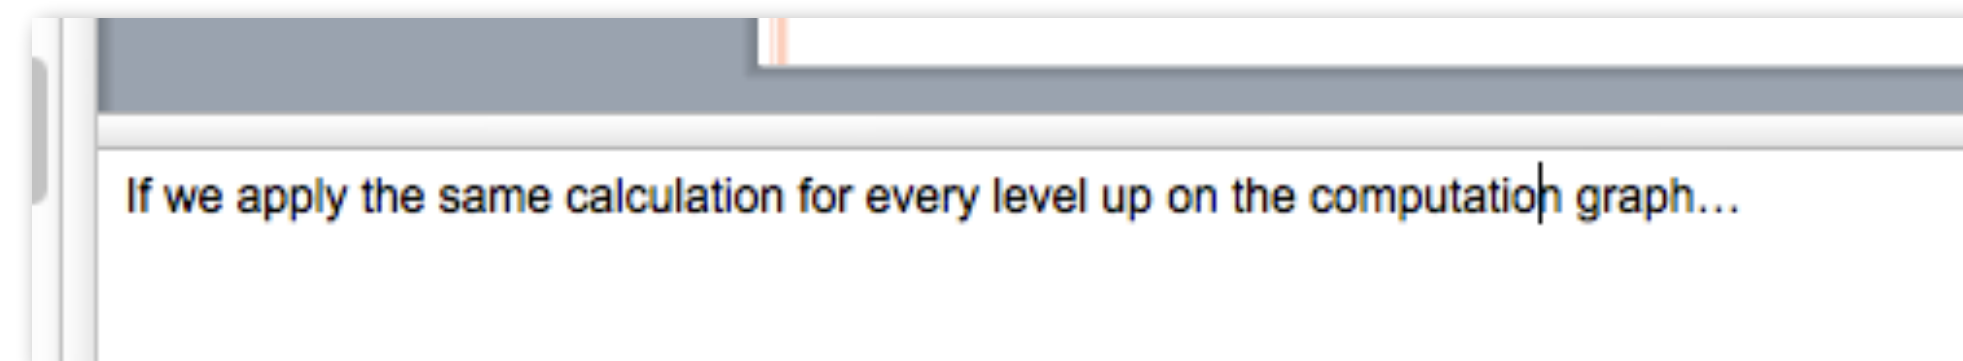 If we apply the same calculation for every level up on the computation graph…